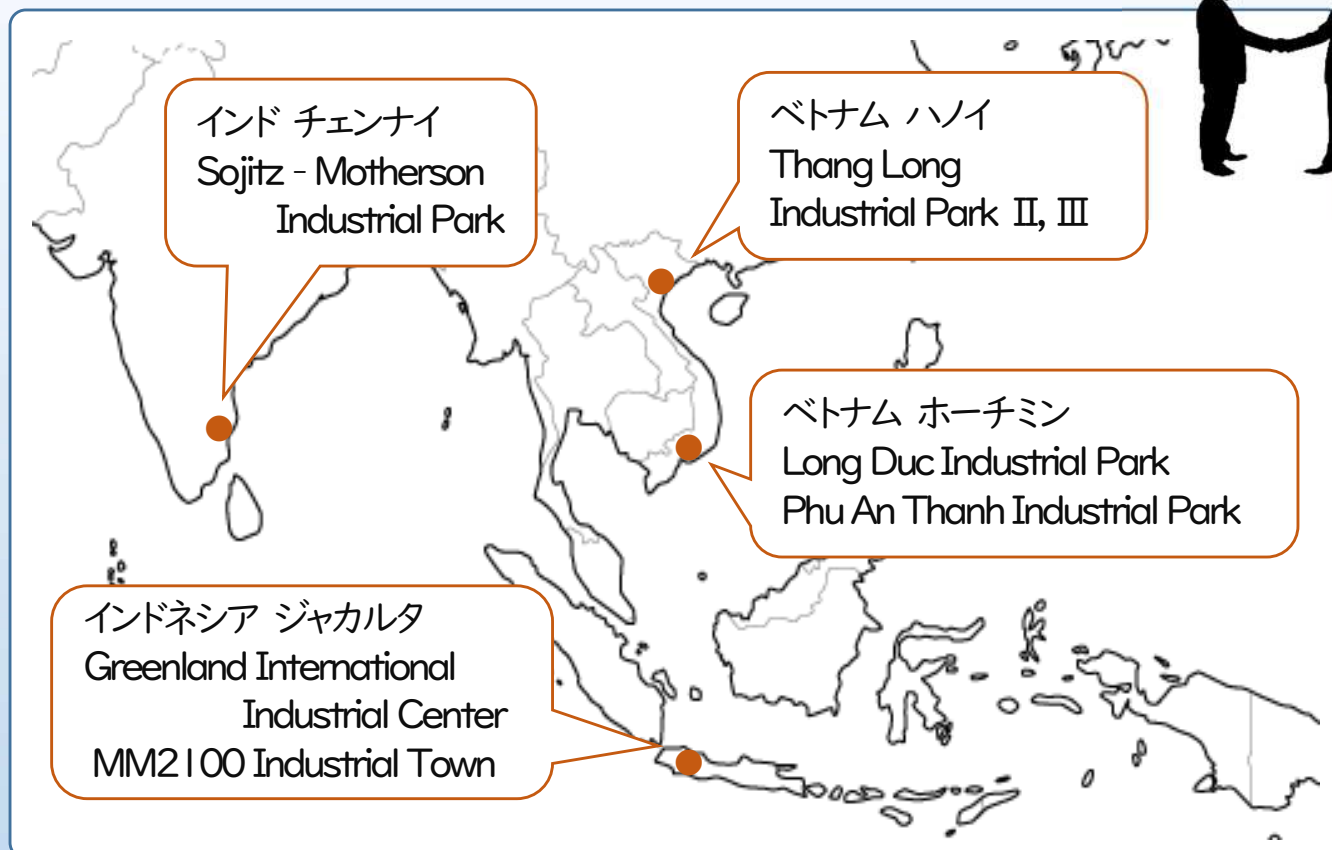 インド チェンナイ
Sojitz - Motherson
Industrial Park
ベトナム ハノイ
Thang Long
Industrial Park Ⅱ, Ⅲ
ベトナム ホーチミン
Long Duc Industrial Park
Phu An Thanh Industrial Park
インドネシア ジャカルタ
Greenland International
Industrial Center
MM2100 Industrial Town